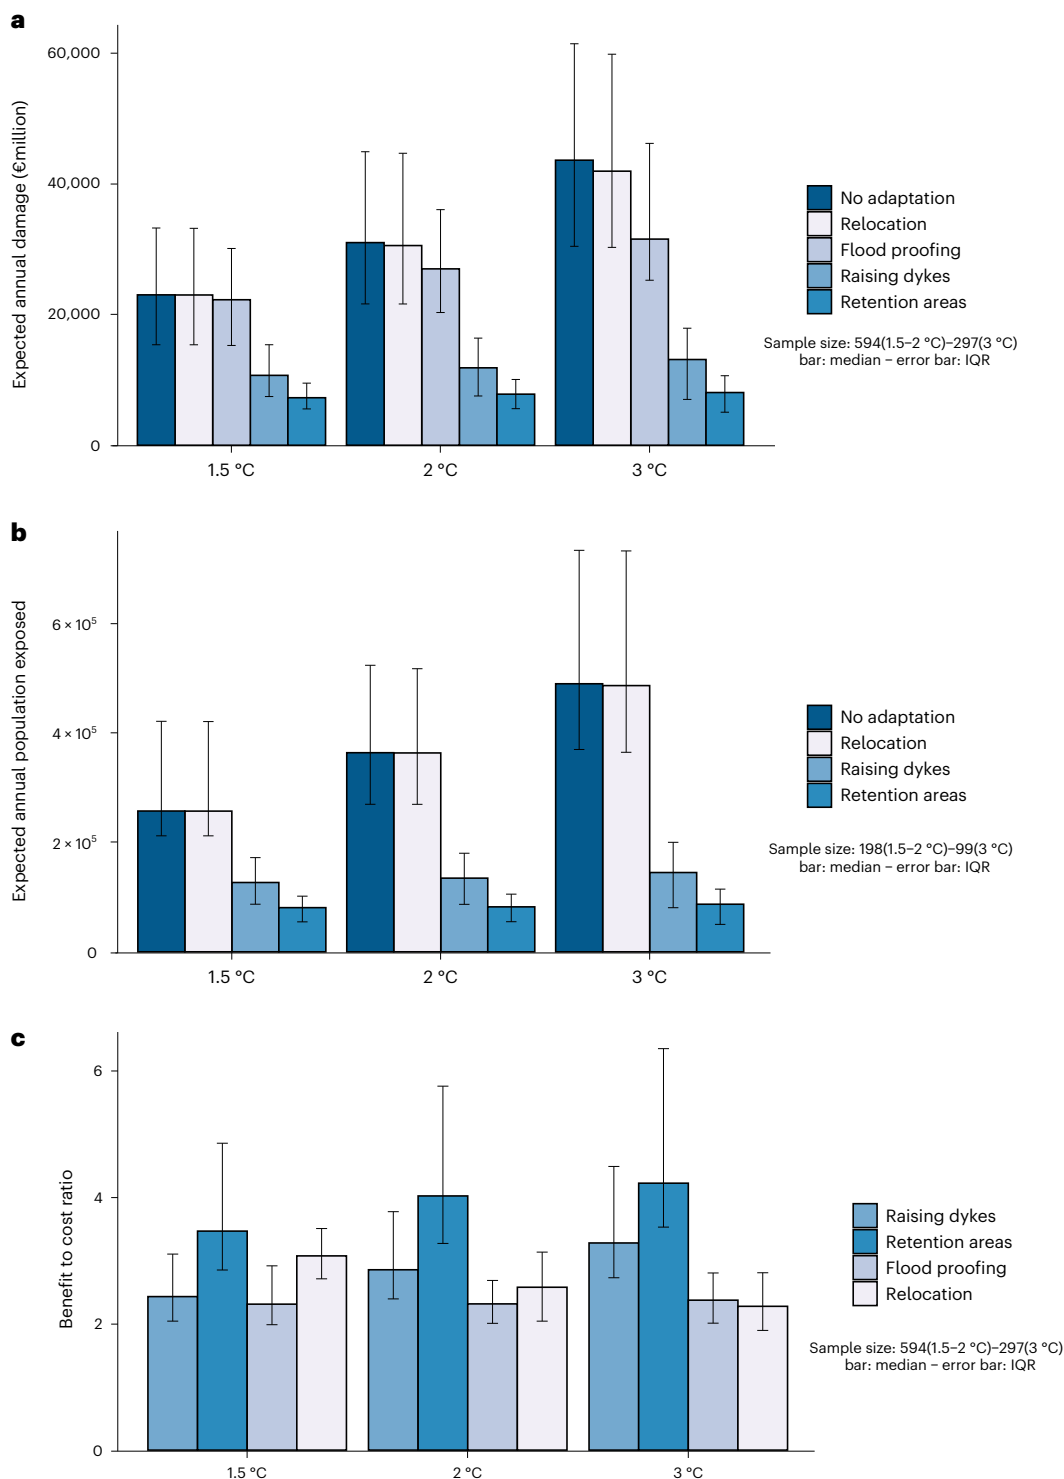 a
Expected annual damage (€million)
60,000
40,000
20,000
0
1.5 °C
2 °C
3 °C
No adaptation
Relocation
Flood proofing
Raising dykes
Retention areas
Sample size: 594(1.5–2 °C)–297(3 °C)
bar: median – error bar: IQR
b
Expected annual population exposed
6 × 10⁵
4 × 10⁵
2 × 10⁵
0
1.5 °C
2 °C
3 °C
No adaptation
Relocation
Raising dykes
Retention areas
Sample size: 198(1.5–2 °C)–99(3 °C)
bar: median – error bar: IQR
c
Benefit to cost ratio
6
4
2
0
1.5 °C
2 °C
3 °C
Raising dykes
Retention areas
Flood proofing
Relocation
Sample size: 594(1.5–2 °C)–297(3 °C)
bar: median – error bar: IQR